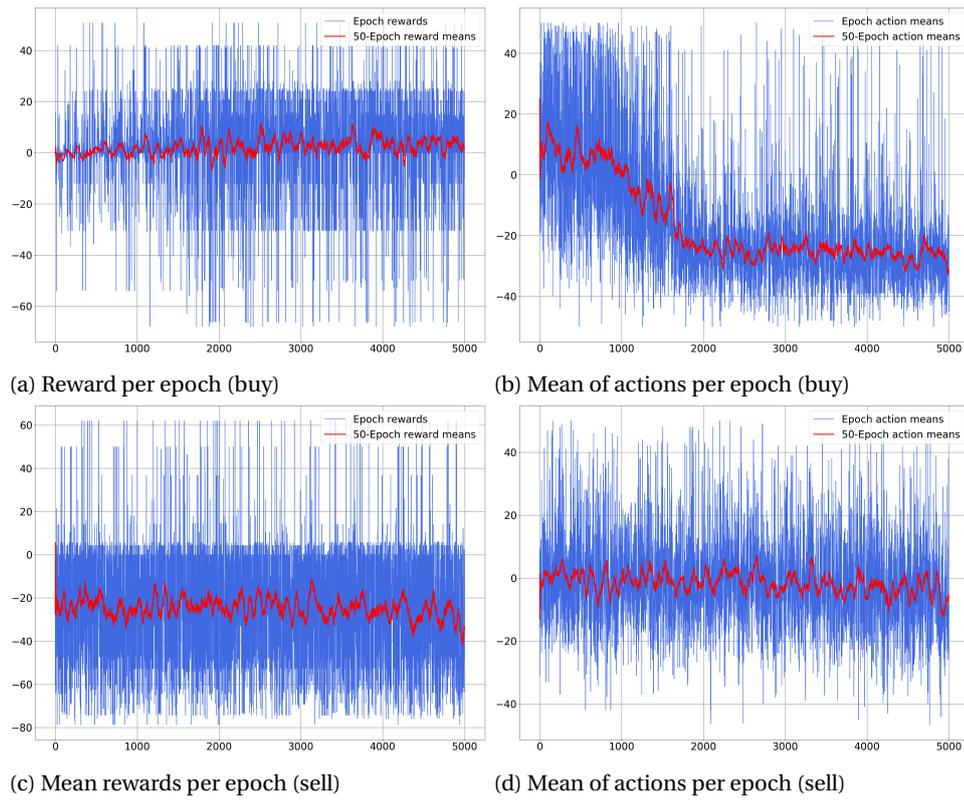 Epoch rewards
50-Epoch reward means
40
20
0
−20
−40
−60
0 1000 2000 3000 4000 5000
(a) Reward per epoch (buy)
Epoch action means
50-Epoch action means
40
20
0
−20
−40
0 1000 2000 3000 4000 5000
(b) Mean of actions per epoch (buy)
Epoch rewards
50-Epoch reward means
60
40
20
0
−20
−40
−60
−80
0 1000 2000 3000 4000 5000
(c) Mean rewards per epoch (sell)
Epoch action means
50-Epoch action means
40
20
0
−20
−40
0 1000 2000 3000 4000 5000
(d) Mean of actions per epoch (sell)